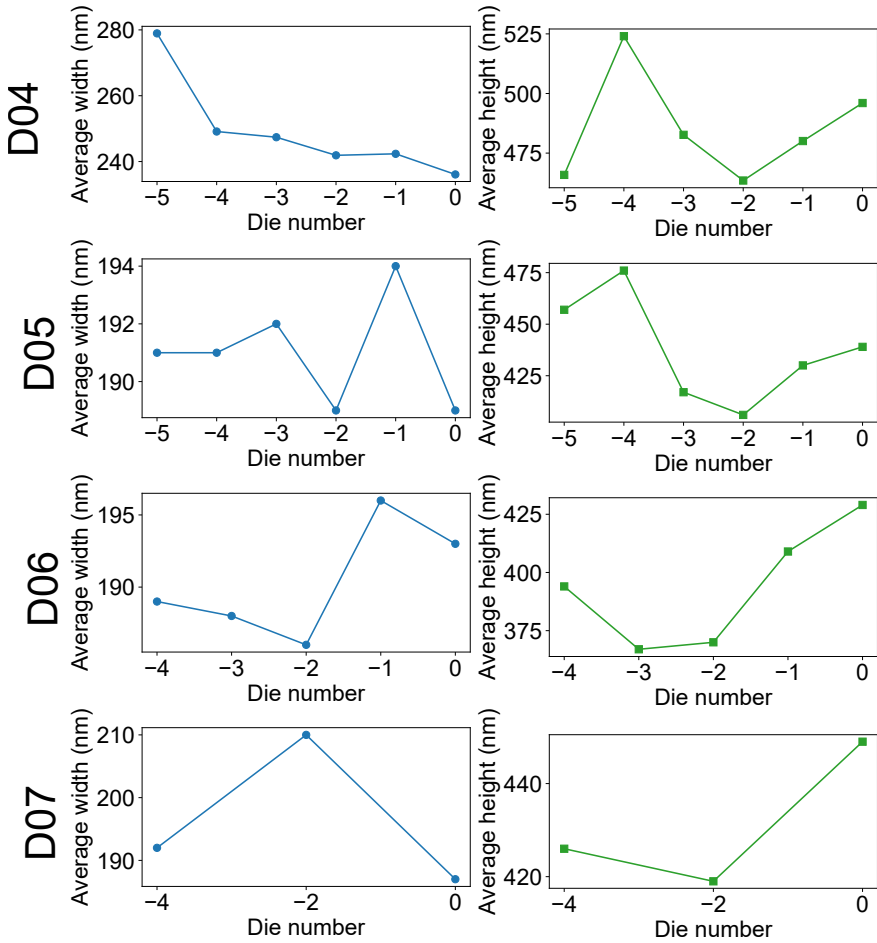 D04
Average width (nm)
280
260
240
−5 −4 −3 −2 −1 0
Die number
Average height (nm)
525
500
475
−5 −4 −3 −2 −1 0
Die number
D05
Average width (nm)
194
192
190
−5 −4 −3 −2 −1 0
Die number
Average height (nm)
475
450
425
−5 −4 −3 −2 −1 0
Die number
D06
Average width (nm)
195
190
−4 −3 −2 −1 0
Die number
Average height (nm)
425
400
375
−4 −3 −2 −1 0
Die number
D07
Average width (nm)
210
200
190
−4 −2 0
Die number
Average height (nm)
440
420
−4 −2 0
Die number